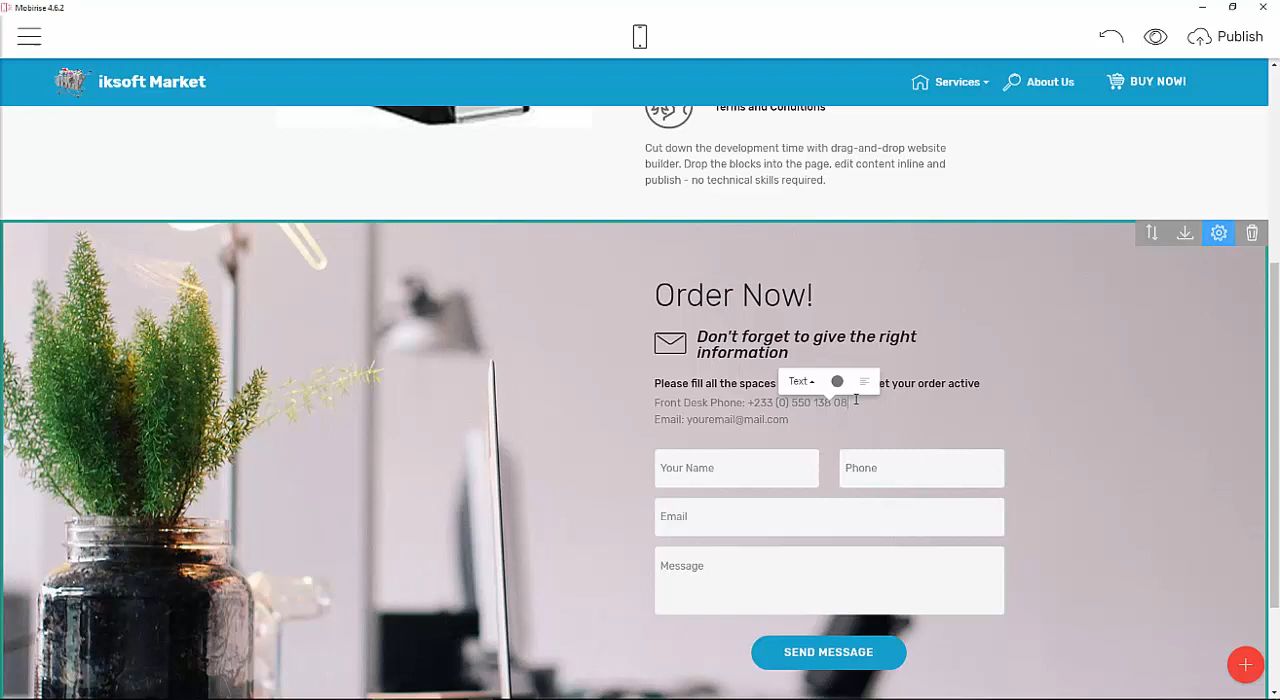 Mobirise 4.6.2
Publish
iksoft Market
Services
About Us
BUY NOW!
Terms and Conditions
Cut down the development time with drag-and-drop website
builder. Drop the blocks into the page, edit content inline and
publish - no technical skills required.
Order Now!
Don't forget to give the right
information
Please fill all the spaces
et your order active
Text
Front Desk Phone: +233 (0) 550 138 08
Email: youremail@mail.com
Your Name
Phone
Email
Message
SEND MESSAGE